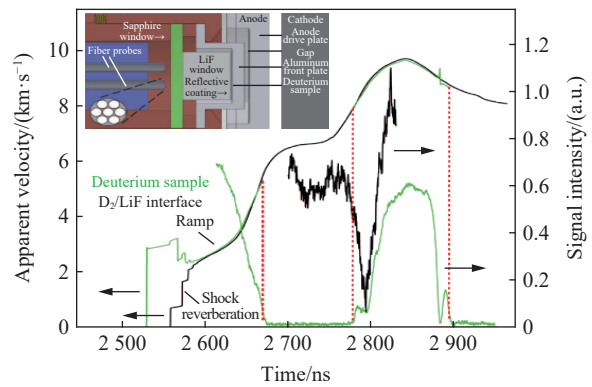 Sapphire
window→
Fiber probes
LiF
window
Reflective
coating→
Anode
Cathode
Anode
drive plate
Gap
Aluminum
front plate
Deuterium
sample
Apparent velocity/(km·s⁻¹)
10
8
6
4
2
0
Deuterium sample
D₂/LiF interface
Ramp
Shock
reverberation
1.2
1.0
0.8
0.6
0.4
0.2
0
Signal intensity/(a.u.)
2 500
2 600
2 700
2 800
2 900
Time/ns